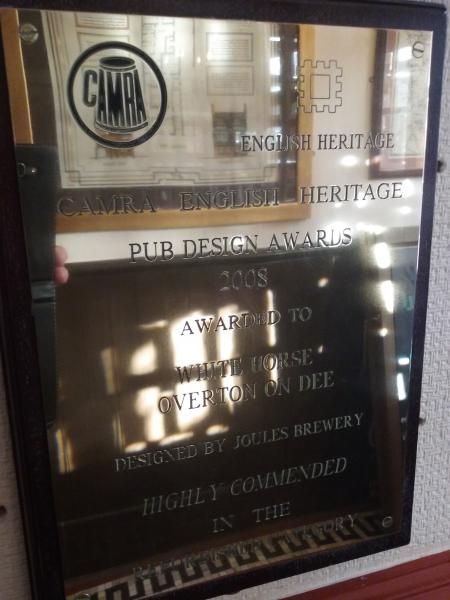 CAMRA
ENGLISH HERITAGE
CAMRA ENGLISH HERITAGE
PUB DESIGN AWARDS
2008
AWARDED TO
WHITE HORSE
OVERTON ON DEE
DESIGNED BY JOULES BREWERY
HIGHLY COMMENDED
IN THE
CATEGORY